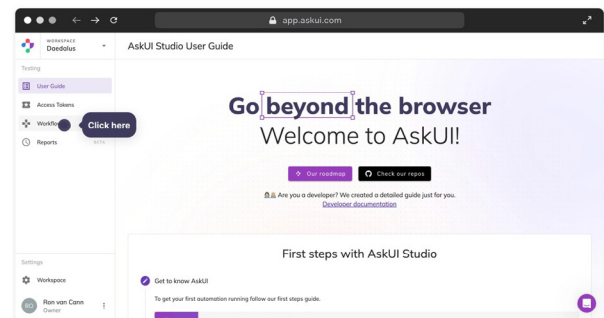 app.askui.com
WORKSPACE
Daedalus
AskUI Studio User Guide
Testing
User Guide
Access Tokens
Workflow
Click here
Reports
BETA
Go beyond the browser
Welcome to AskUI!
Our roadmap
Check our repos
Are you a developer? We created a detailed guide just for you.
Developer documentation
First steps with AskUI Studio
Settings
Workspace
Get to know AskUI
To get your first automation running follow our first steps guide.
RO
Ron van Cann
Owner